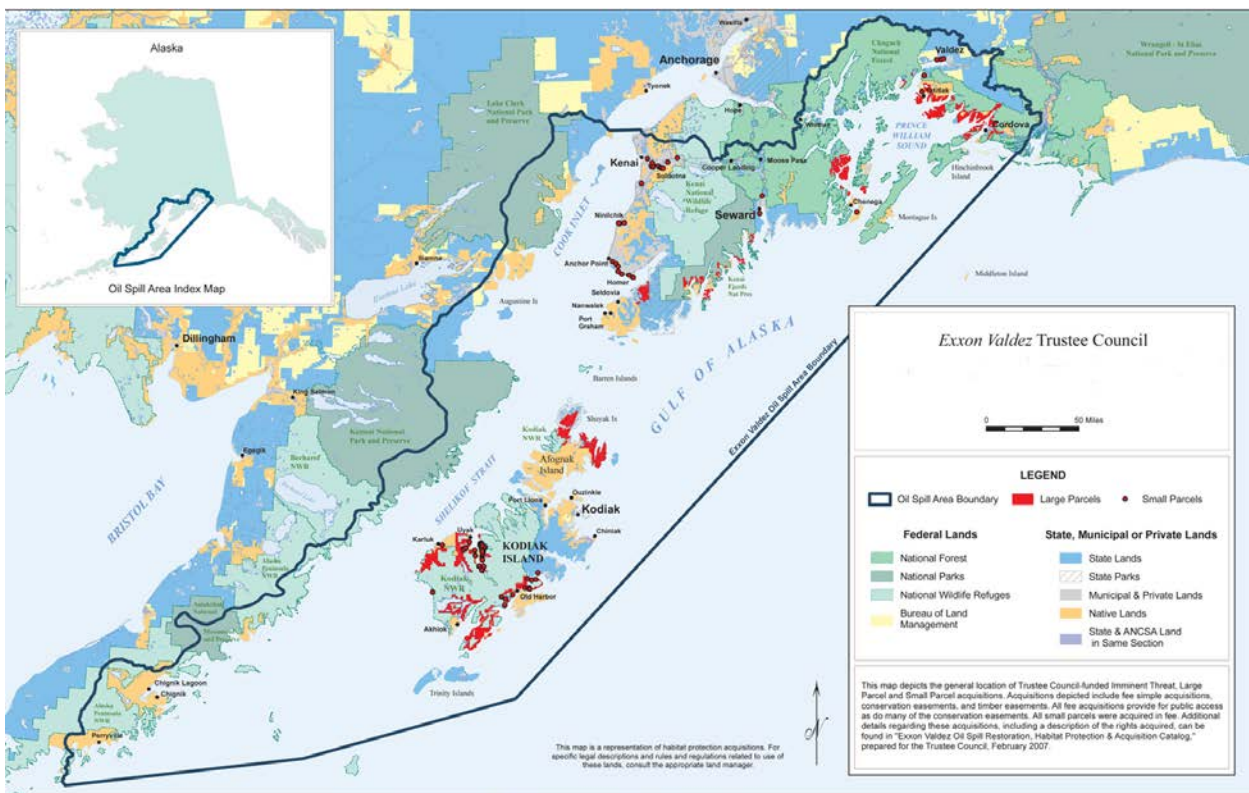 Alaska
Oil Spill Area Index Map
Wasilla
Anchorage
Tyonek
Hope
Whittier
Chugach
National
Forest
Valdez
Tatitlek
Wrangell - St Elias
National Park and Preserve
Lake Clerk
National Park
and Preserve
PRINCE
WILLIAM
SOUND
Cordova
Hinchinbrook
Island
Kenai
Soldotna
Cooper Landing
Moose Pass
Kenai
National
Wildlife
Refuge
Seward
Chenega
Montague Is
Middleton Island
COOK INLET
Ninilchik
Anchor Point
Homer
Seldovia
Nanwalek
Port
Graham
Kenai
Fjords
Nat Pres
Iliamna
Iliamna Lake
Augustine Is
Dillingham
King Salmon
Katmai National
Park and Preserve
Egegik
Becharof
NWR
Becharof Lake
BRISTOL BAY
Barren Islands
GULF OF ALASKA
Exxon Valdez Oil Spill Area Boundary
SHELIKOF STRAIT
Shuyak Is
Kodiak
NWR
Afognak
Island
Ouzinkie
Port Lions
Kodiak
Chiniak
Karluk
Uyak
KODIAK
ISLAND
Kodiak
NWR
Old Harbor
Akhiok
Trinity Islands
Alaska
Peninsula
NWR
Chignik Lagoon
Chignik
Alaska
Peninsula
NWR
Perryville
N
This map is a representation of habitat protection acquisitions. For
specific legal descriptions and rules and regulations related to use of
these lands, consult the appropriate land manager.
Exxon Valdez Trustee Council
0 50 Miles
LEGEND
Oil Spill Area Boundary
Large Parcels
Small Parcels
Federal Lands
National Forest
National Parks
National Wildlife Refuges
Bureau of Land
Management
State, Municipal or Private Lands
State Lands
State Parks
Municipal & Private Lands
Native Lands
State & ANCSA Land
in Same Section
This map depicts the general location of Trustee Council-funded Imminent Threat, Large
Parcel and Small Parcel acquisitions. Acquisitions depicted include fee simple acquisitions,
conservation easements, and timber easements. All fee acquisitions provide for public access
as do many of the conservation easements. All small parcels were acquired in fee. Additional
details regarding these acquisitions, including a description of the rights acquired, can be
found in "Exxon Valdez Oil Spill Restoration, Habitat Protection & Acquisition Catalog,"
prepared for the Trustee Council, February 2007.